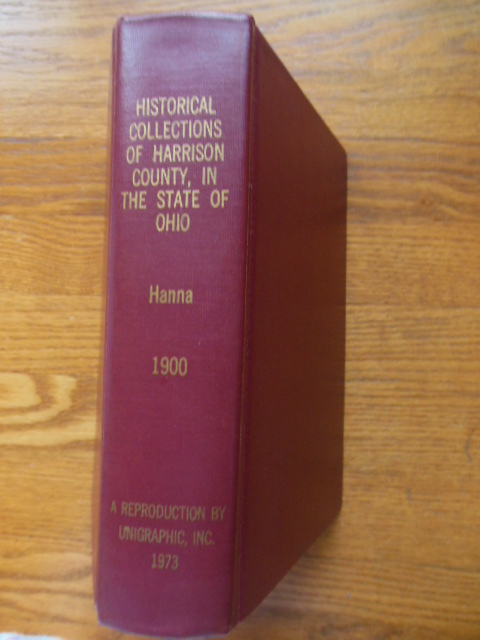 HISTORICAL
COLLECTIONS
OF HARRISON
COUNTY, IN
THE STATE OF
OHIO
Hanna
1900
A REPRODUCTION BY
UNIGRAPHIC, INC.
1973